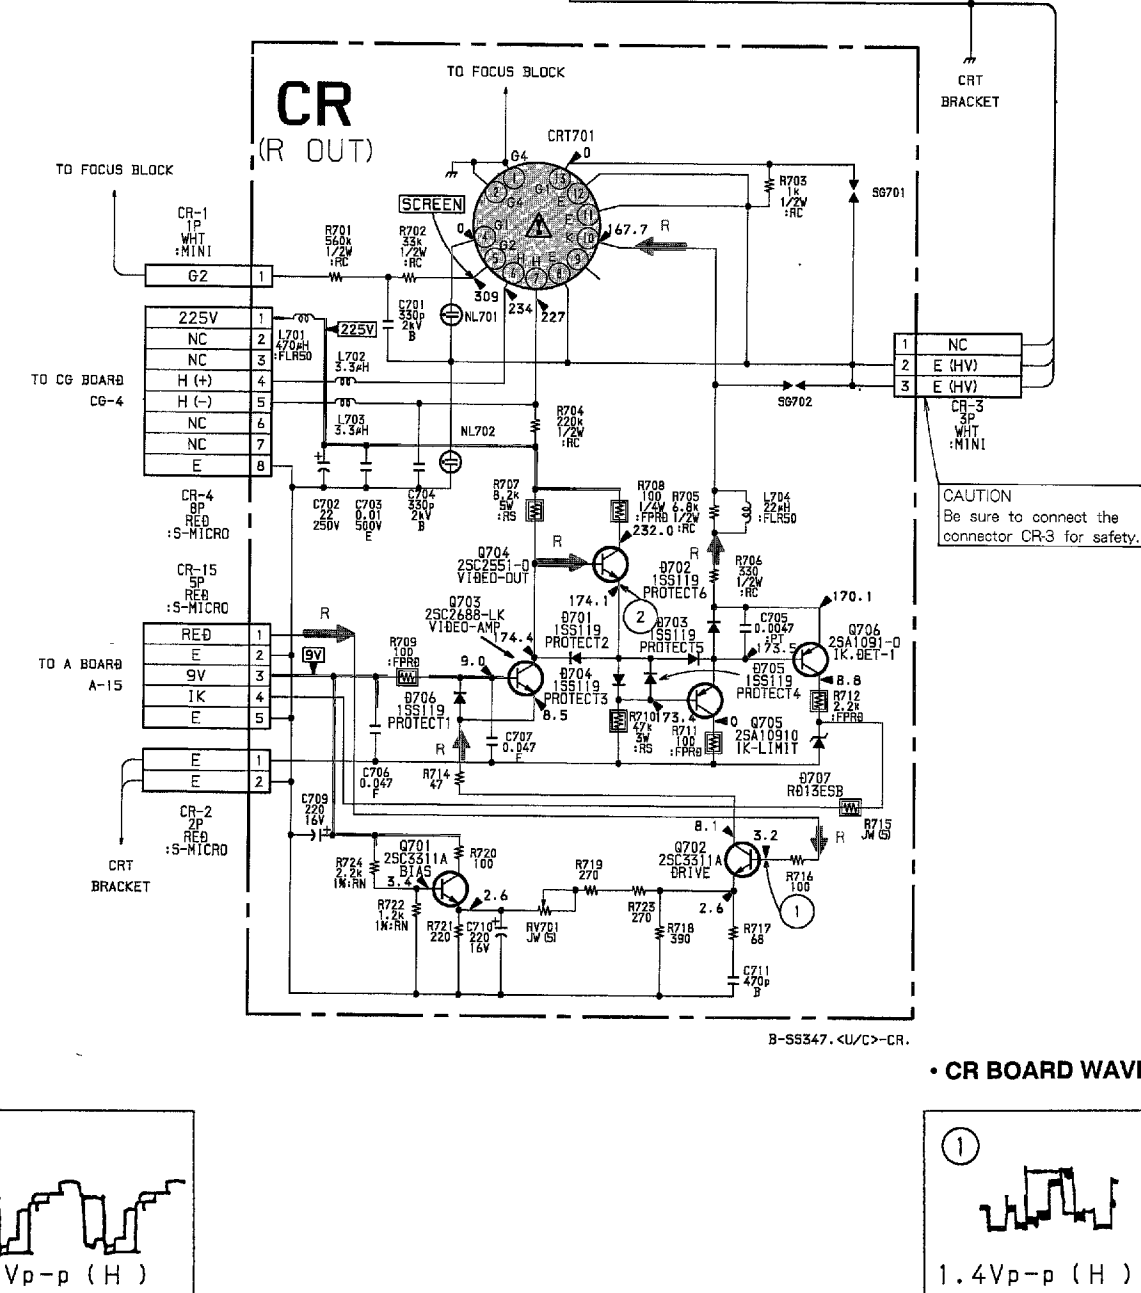 TO FOCUS BLOCK
CR
(R OUT)
CRT
BRACKET
CRT701
0
TO FOCUS BLOCK
G4
1
2
G4
G1
13
12
E
11
E
10
K
9
8
E
7
H
6
H
5
G2
4
G1
SCREEN
0
167.7
R
R703
1k
1/2W
:RC
SG701
CR-1
1P
WHT
:MINI
G2
1
R701
560k
1/2W
:RC
R702
33k
1/2W
:RC
309
234
227
C701
330p
2kV
B
NL701
225V
1
NC
2
NC
3
H (+)
4
H (-)
5
NC
6
NC
7
E
8
TO CG BOARD
CG-4
L701
470μH
:FLR50
225V
L702
3.3μH
L703
3.3μH
NL702
R704
220k
1/2W
:RC
SG702
1
NC
2
E (HV)
3
E (HV)
CR-3
3P
WHT
:MINI
CAUTION
Be sure to connect the
connector CR-3 for safety.
CR-4
8P
RED
:S-MICRO
C702
22
250V
C703
0.01
500V
E
C704
330p
2kV
B
R707
8.2k
5W
:RS
R708
100
1/4W
:FPRD
R705
6.8k
1/2W
:RC
L704
22μH
:FLR50
232.0
R
R
Q704
2SC2551-O
VIDEO-OUT
R706
330
1/2W
:RC
D702
1SS119
PROTECT6
174.1
2
CR-15
5P
RED
:S-MICRO
RED
1
E
2
9V
3
IK
4
E
5
TO A BOARD
A-15
R
9V
Q703
2SC2688-LK
VIDEO-AMP
174.4
R709
100
:FPRD
9.0
D701
1SS119
PROTECT2
D703
1SS119
PROTECT5
C705
0.0047
:PT
173.5
170.1
Q706
2SA1091-O
IK.DET-1
8.8
D706
1SS119
PROTECT1
8.5
D704
1SS119
PROTECT3
D705
1SS119
PROTECT4
R712
2.2k
:FPRD
R710
47k
3W
:RS
173.4
R711
100
:FPRD
0
Q705
2SA1091O
IK-LIMIT
C707
0.047
F
C706
0.047
F
R
R714
47
D707
RD13ESB
E
1
E
2
CR-2
2P
RED
:S-MICRO
CRT
BRACKET
C709
220
16V
R715
JW(5)
R
8.1
3.2
Q702
2SC3311A
DRIVE
R716
100
1
2.6
Q701
2SC3311A
BIAS
3.4
R720
100
R724
2.2k
1%:RN
R722
1.2k
1%:RN
2.6
R721
220
C710
220
16V
RV701
JW(5)
R719
270
R723
270
R718
390
R717
68
C711
470p
B
B-SS347.<U/C>-CR.
• CR BOARD WAVE
Vp-p (H)
1
1.4Vp-p (H)